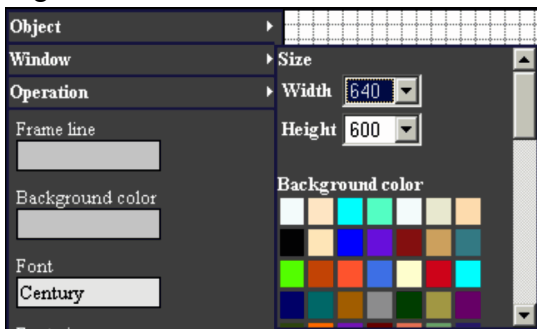 Object
Window
Operation
Frame line
Background color
Font
Century
Size
Width 640
Height 600
Background color